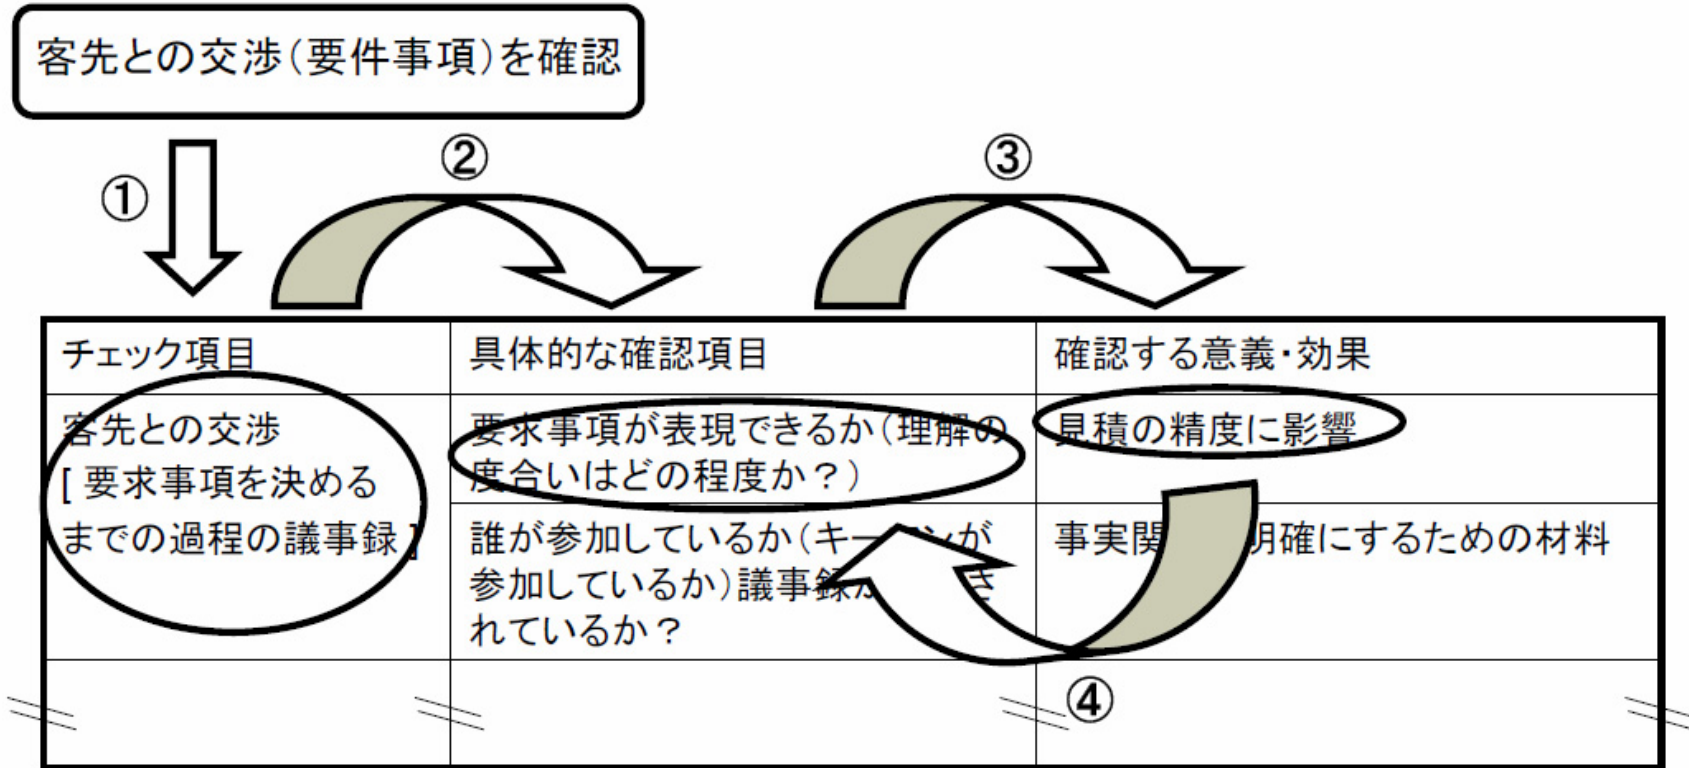 客先との交渉(要件事項)を確認
①
②
③
チェック項目
具体的な確認項目
確認する意義・効果
客先との交渉
[ 要求事項を決める
までの過程の議事録 ]
要求事項が表現できるか(理解の
度合いはどの程度か?)
見積の精度に影響
誰が参加しているか(キー ンが
参加しているか)議事録 さ
れているか?
事実関 明確にするための材料
④